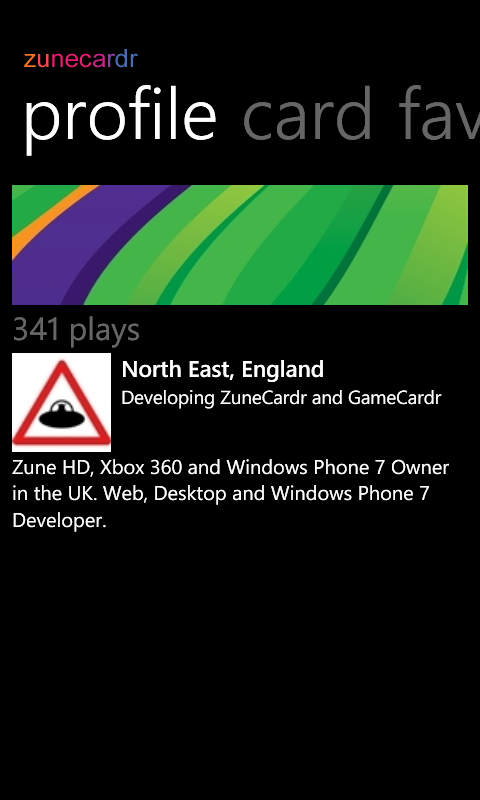 zunecardr
profile card fav
341 plays
North East, England
Developing ZuneCardr and GameCardr
Zune HD, Xbox 360 and Windows Phone 7 Owner
in the UK. Web, Desktop and Windows Phone 7
Developer.